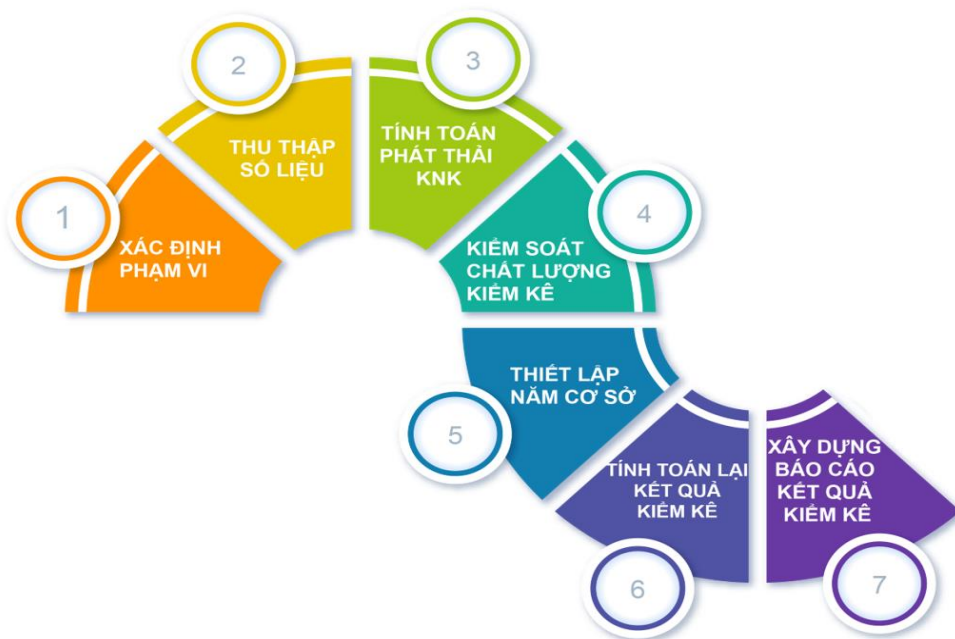 1
XÁC ĐỊNH
PHẠM VI
2
THU THẬP
SỐ LIỆU
3
TÍNH TOÁN
PHÁT THẢI
KNK
4
KIỂM SOÁT
CHẤT LƯỢNG
KIỂM KÊ
5
THIẾT LẬP
NĂM CƠ SỞ
6
TÍNH TOÁN LẠI
KẾT QUẢ
KIỂM KÊ
7
XÂY DỰNG
BÁO CÁO
KẾT QUẢ
KIỂM KÊ